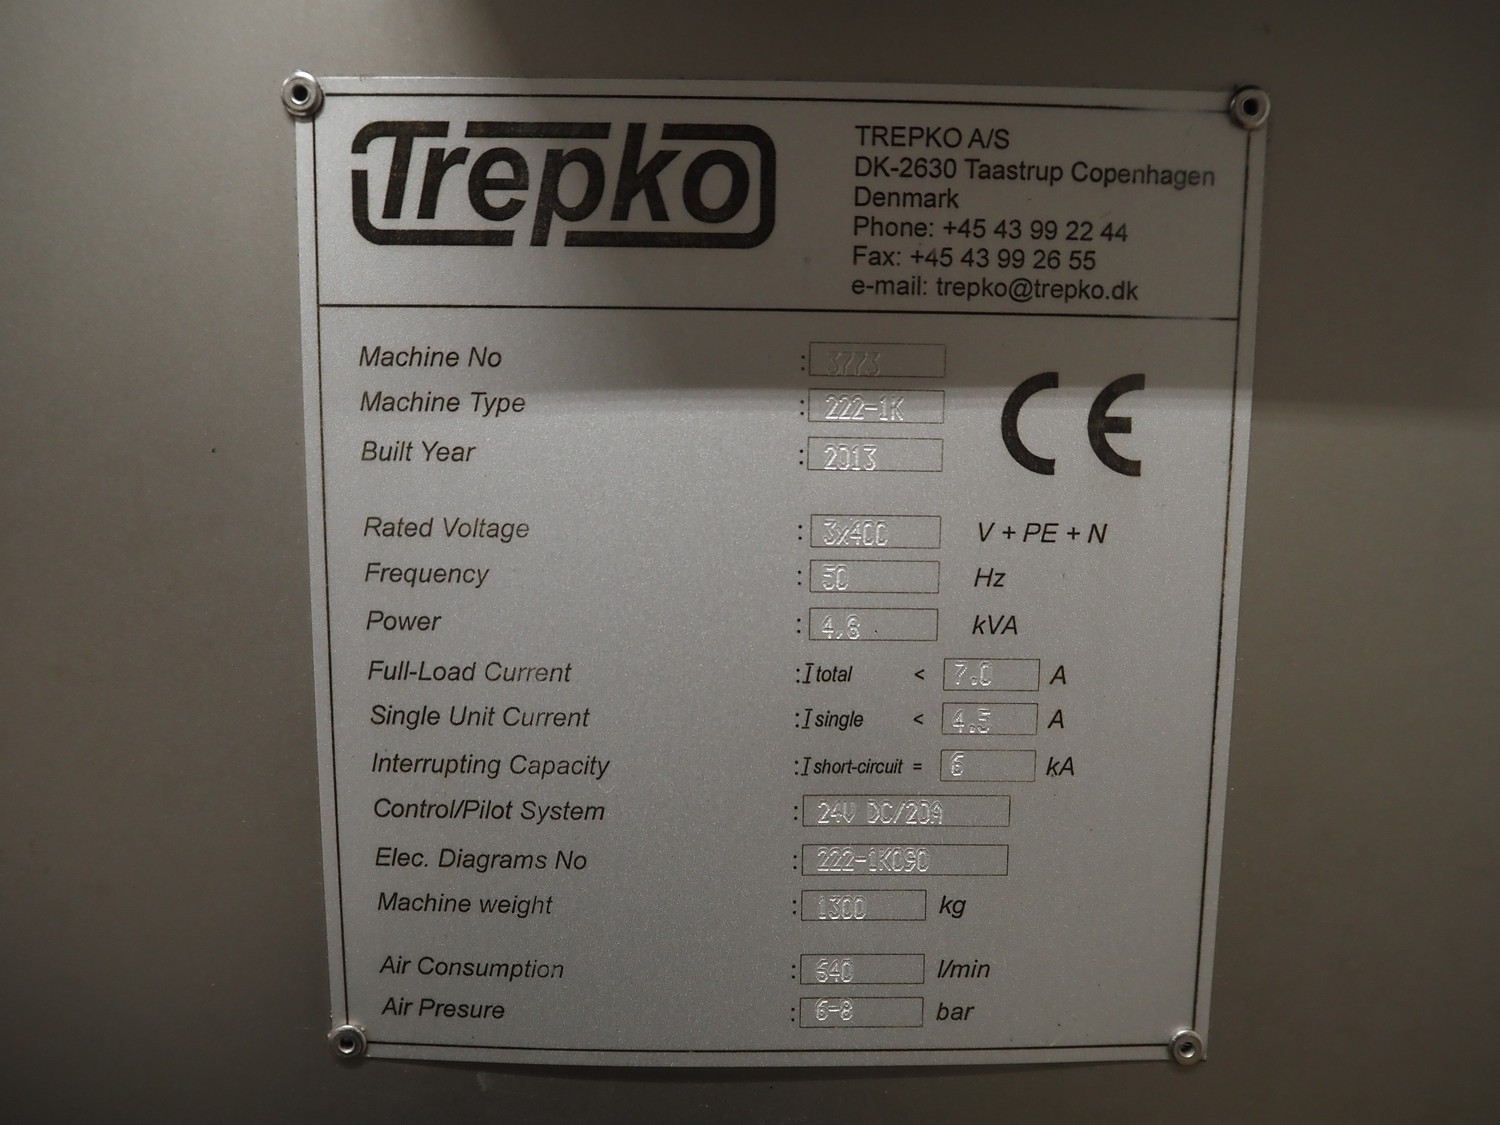 Trepko
TREPKO A/S
DK-2630 Taastrup Copenhagen
Denmark
Phone: +45 43 99 22 44
Fax: +45 43 99 26 55
e-mail: trepko@trepko.dk
Machine No : 3773
Machine Type : 222-1K
Built Year : 2013
CE
Rated Voltage : 3x400 V + PE + N
Frequency : 50 Hz
Power : 4.8 kVA
Full-Load Current : I total < 7.0 A
Single Unit Current : I single < 4.5 A
Interrupting Capacity : I short-circuit = 6 kA
Control/Pilot System : 24V DC/20A
Elec. Diagrams No : 222-1K090
Machine weight : 1300 kg
Air Consumption : l/min
Air Presure : 6-8 bar